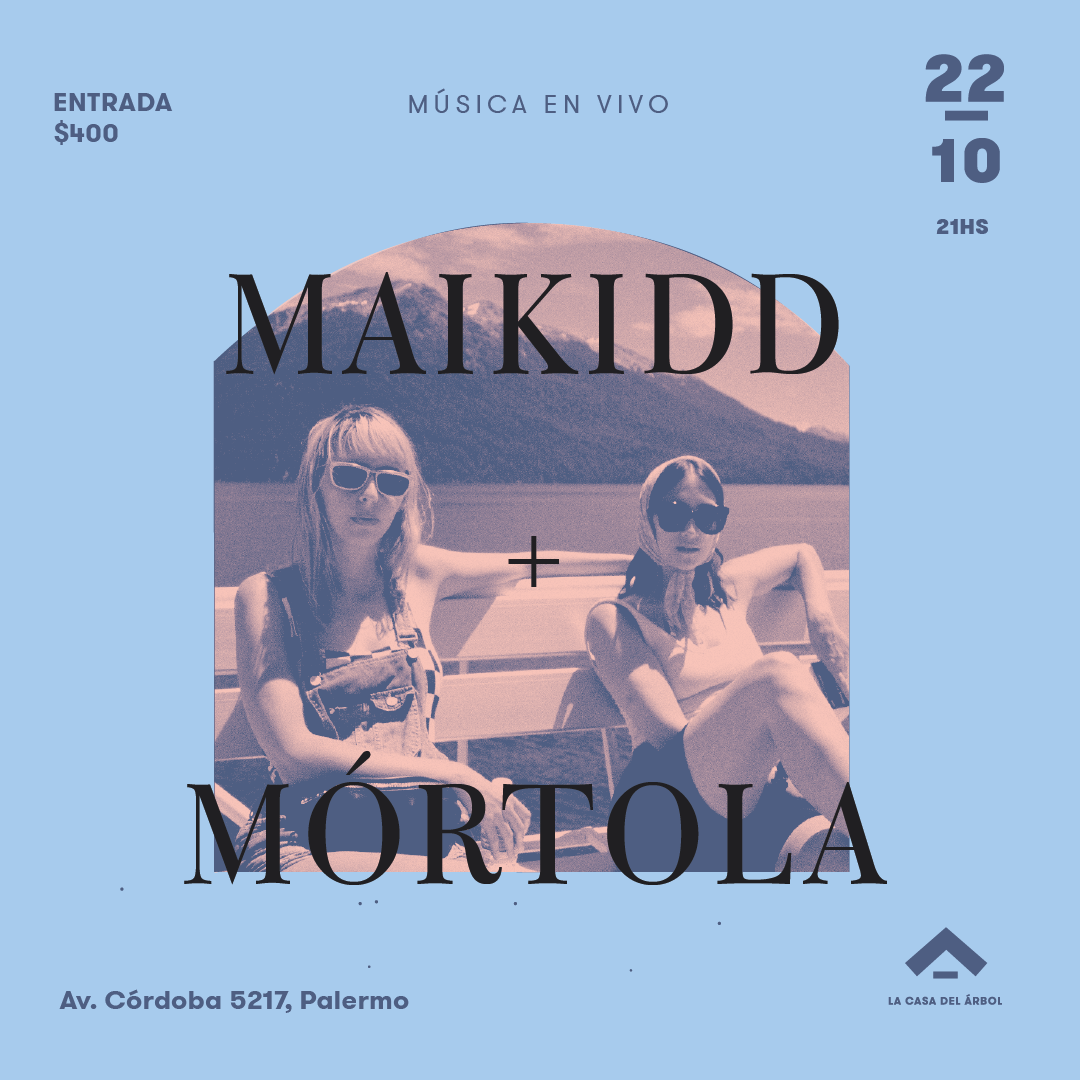 ENTRADA
$400
MÚSICA EN VIVO
22
10
21HS
MAIKIDD
+
MÓRTOLA
Av. Córdoba 5217, Palermo
LA CASA DEL ÁRBOL